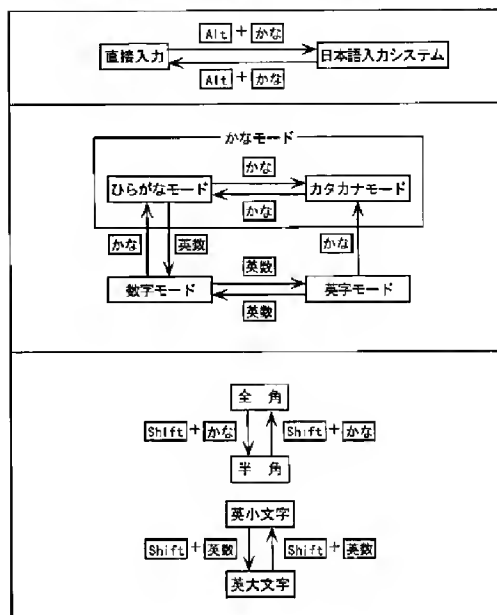 Alt + かな
直接入力 日本語入力システム
Alt + かな
かなモード
かな
ひらがなモード カタカナモード
かな
かな 英数 かな
英数
数字モード 英字モード
英数
全 角
Shift + かな Shift + かな
半 角
英小文字
Shift + 英数 Shift + 英数
英大文字